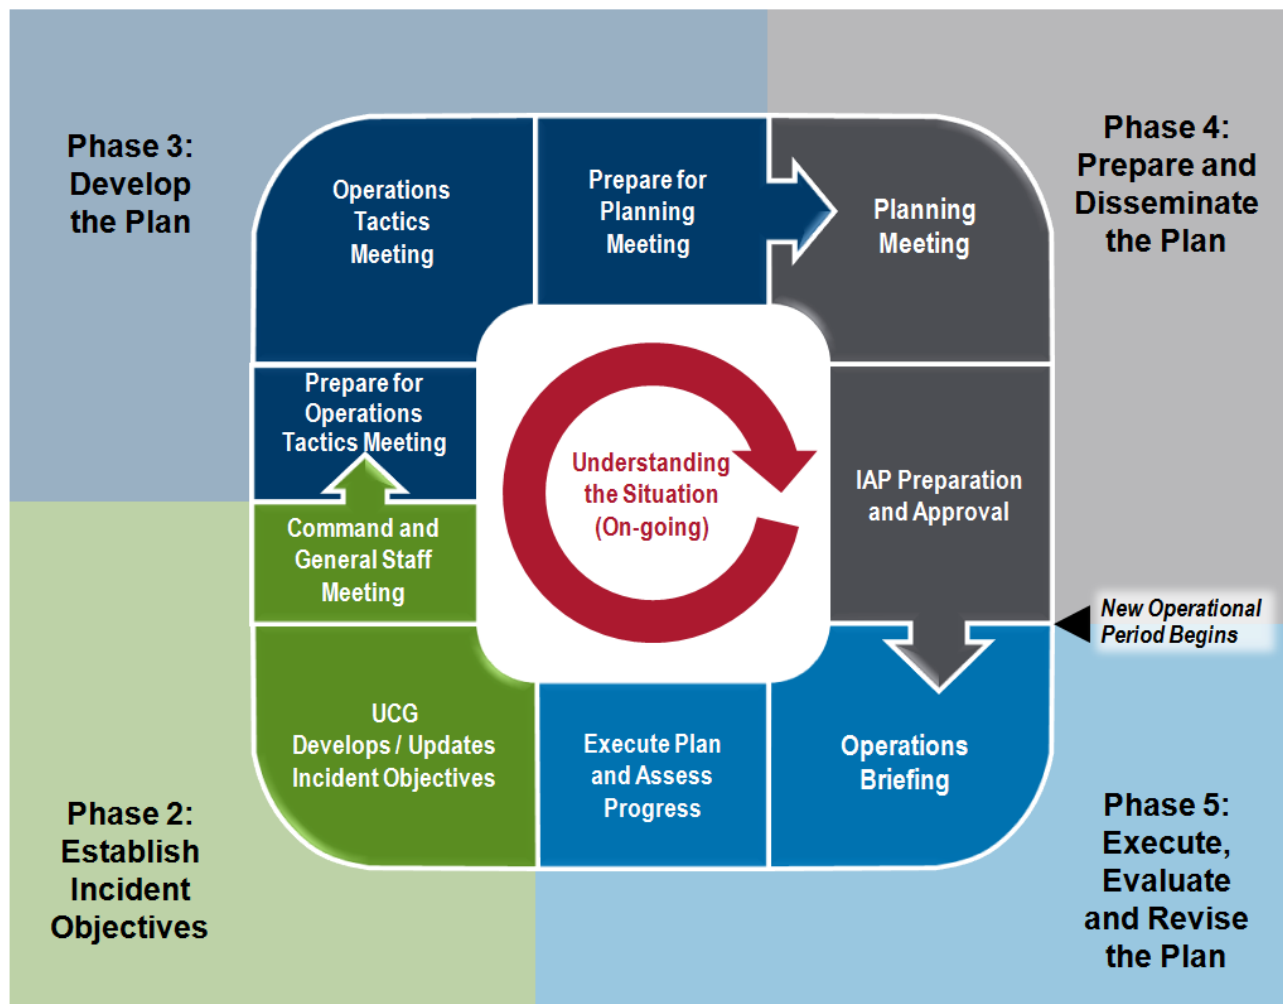 Phase 3:
Develop
the Plan
Operations
Tactics
Meeting
Prepare for
Planning
Meeting
Planning
Meeting
Phase 4:
Prepare and
Disseminate
the Plan
Prepare for
Operations
Tactics Meeting
Understanding
the Situation
(On-going)
IAP Preparation
and Approval
Command and
General Staff
Meeting
New Operational
Period Begins
UCG
Develops / Updates
Incident Objectives
Execute Plan
and Assess
Progress
Operations
Briefing
Phase 2:
Establish
Incident
Objectives
Phase 5:
Execute,
Evaluate
and Revise
the Plan